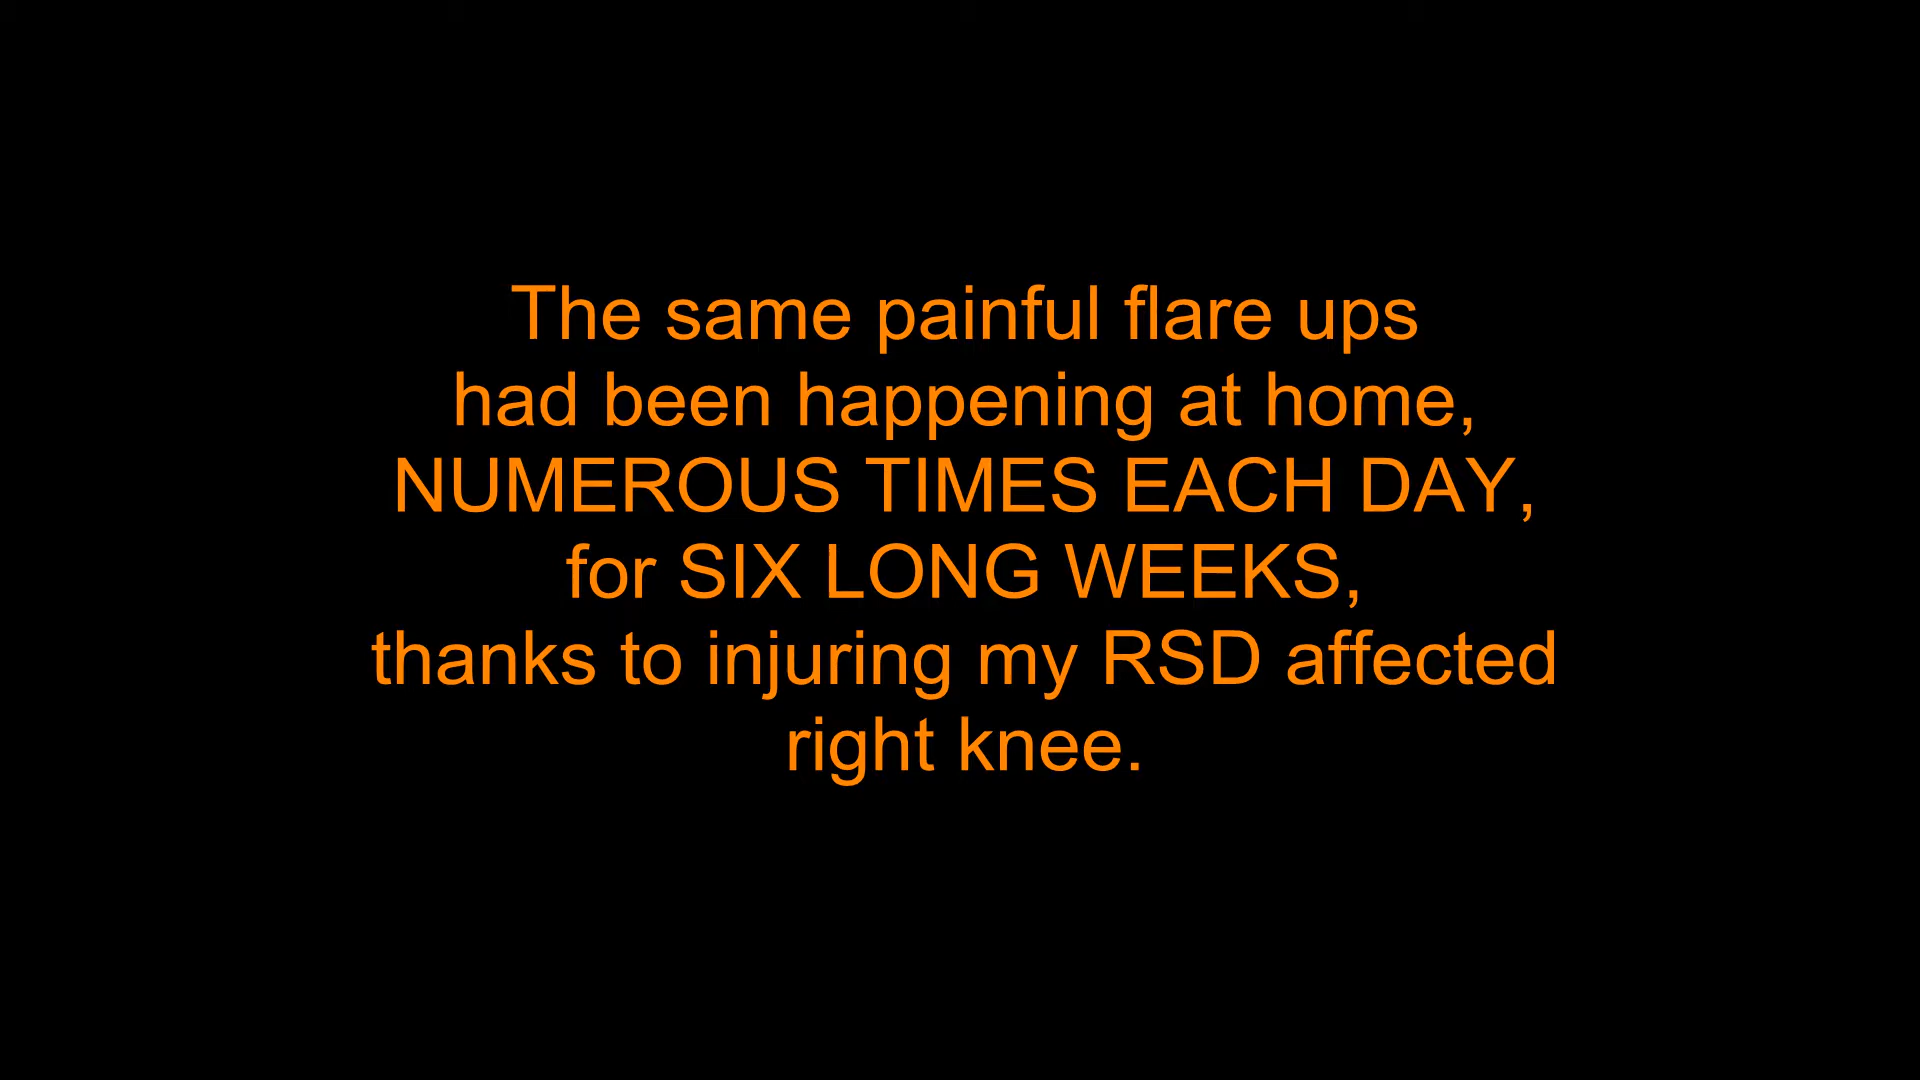 The same painful flare ups
had been happening at home,
NUMEROUS TIMES EACH DAY,
for SIX LONG WEEKS,
thanks to injuring my RSD affected
right knee.